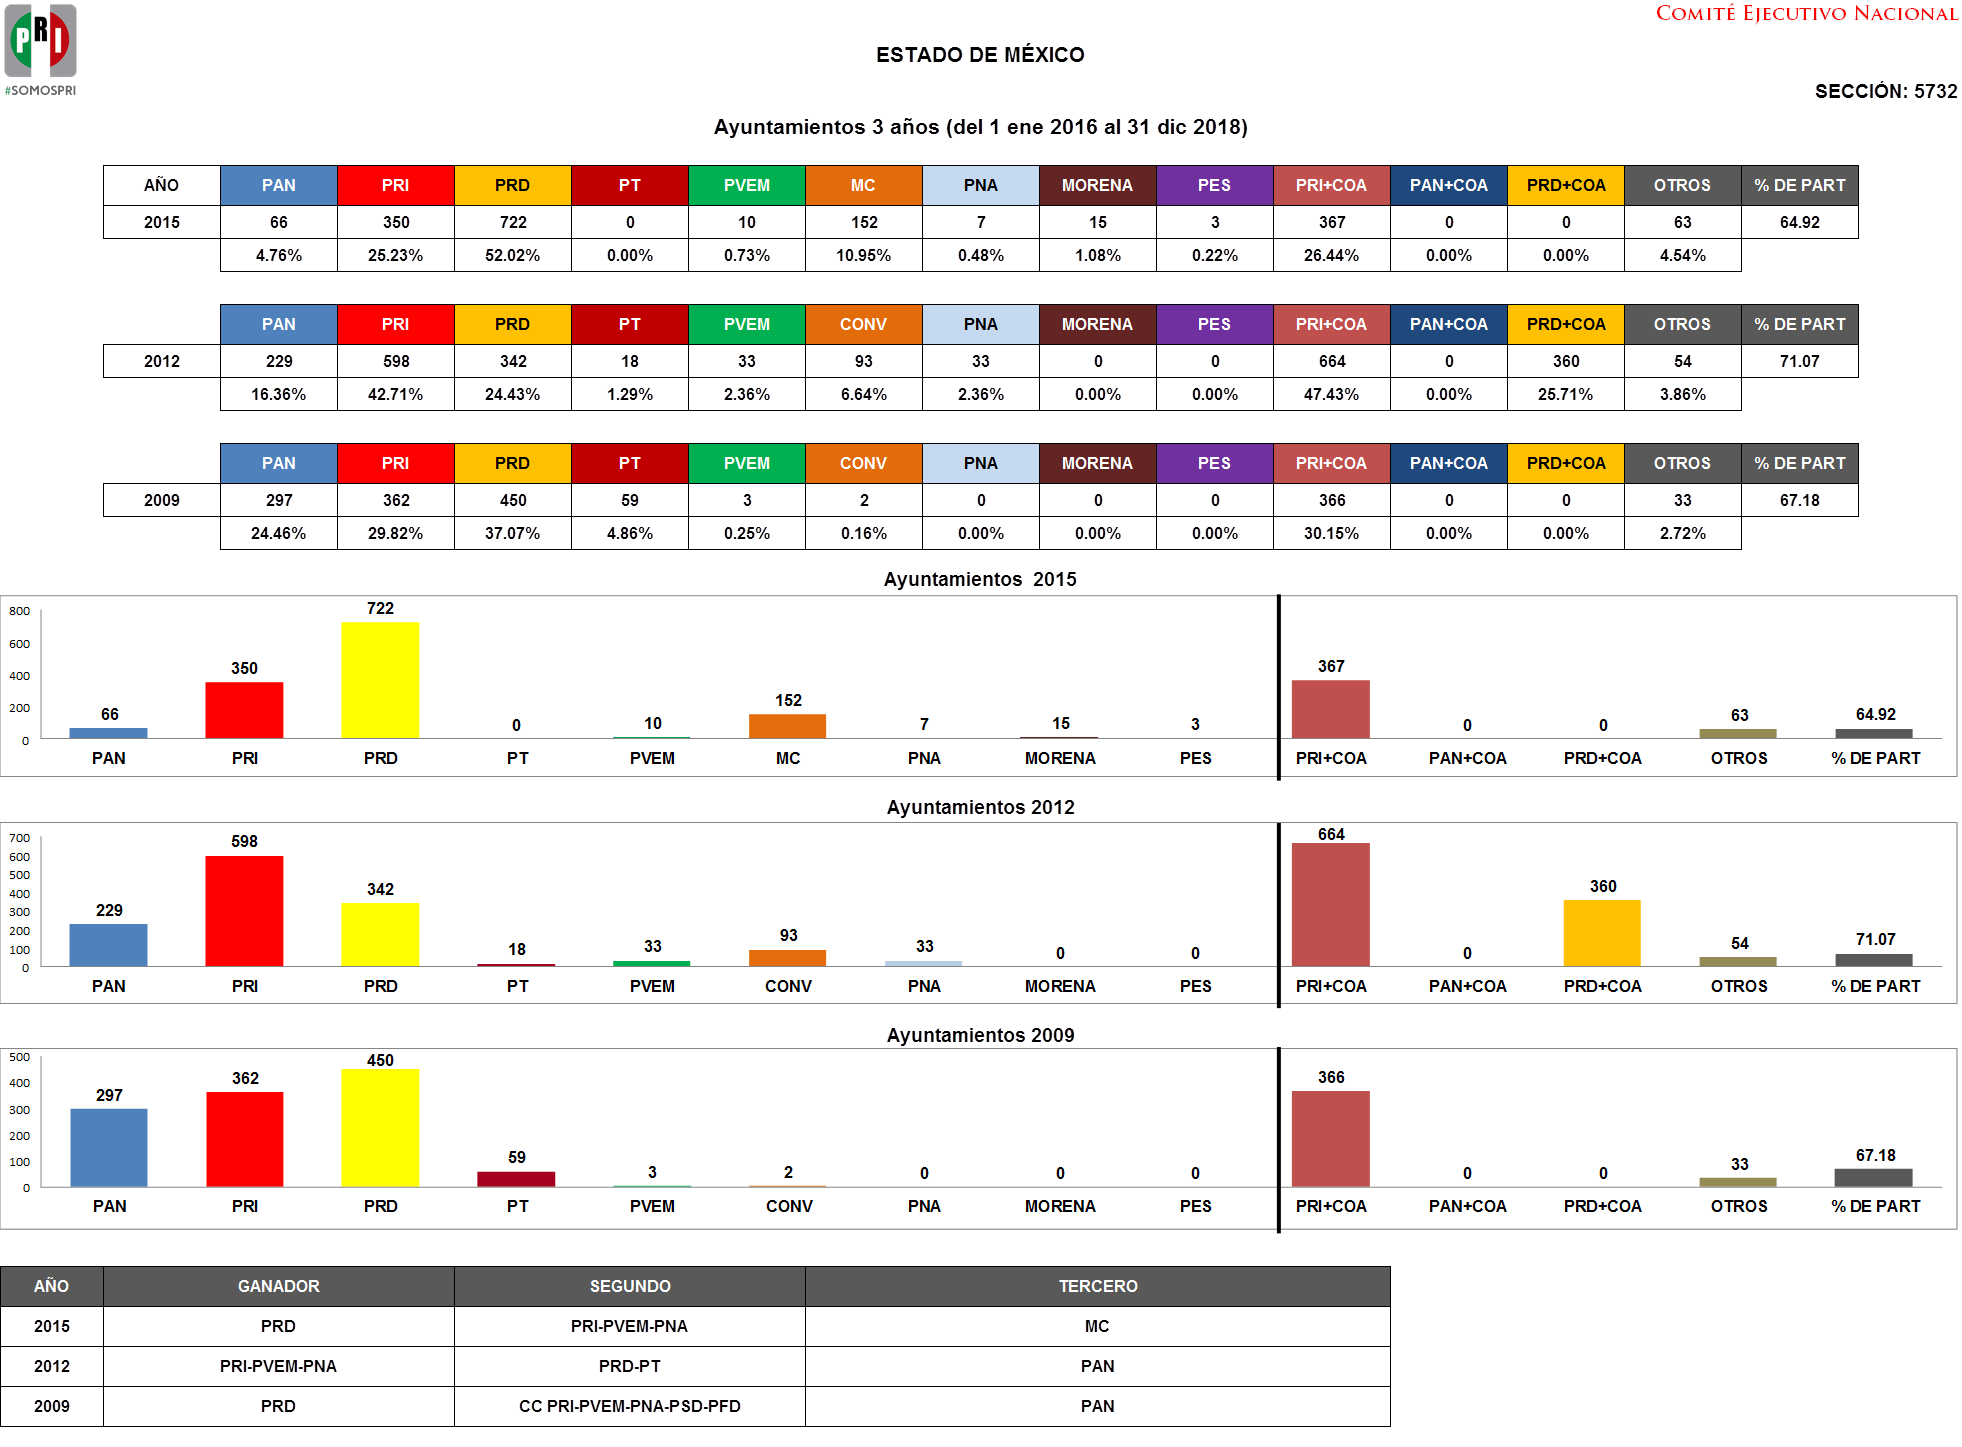 PRI
#SOMOSPRI
COMITÉ EJECUTIVO NACIONAL
ESTADO DE MÉXICO
SECCIÓN: 5732
Ayuntamientos 3 años (del 1 ene 2016 al 31 dic 2018)
AÑO PAN PRI PRD PT PVEM MC PNA MORENA PES PRI+COA PAN+COA PRD+COA OTROS % DE PART
2015 66 350 722 0 10 152 7 15 3 367 0 0 63 64.92
4.76% 25.23% 52.02% 0.00% 0.73% 10.95% 0.48% 1.08% 0.22% 26.44% 0.00% 0.00% 4.54%
PAN PRI PRD PT PVEM CONV PNA MORENA PES PRI+COA PAN+COA PRD+COA OTROS % DE PART
2012 229 598 342 18 33 93 33 0 0 664 0 360 54 71.07
16.36% 42.71% 24.43% 1.29% 2.36% 6.64% 2.36% 0.00% 0.00% 47.43% 0.00% 25.71% 3.86%
PAN PRI PRD PT PVEM CONV PNA MORENA PES PRI+COA PAN+COA PRD+COA OTROS % DE PART
2009 297 362 450 59 3 2 0 0 0 366 0 0 33 67.18
24.46% 29.82% 37.07% 4.86% 0.25% 0.16% 0.00% 0.00% 0.00% 30.15% 0.00% 0.00% 2.72%
Ayuntamientos 2015
800
600
400
200
0
66 350 722 0 10 152 7 15 3 367 0 0 63 64.92
PAN PRI PRD PT PVEM MC PNA MORENA PES PRI+COA PAN+COA PRD+COA OTROS % DE PART
Ayuntamientos 2012
700
600
500
400
300
200
100
0
229 598 342 18 33 93 33 0 0 664 0 360 54 71.07
PAN PRI PRD PT PVEM CONV PNA MORENA PES PRI+COA PAN+COA PRD+COA OTROS % DE PART
Ayuntamientos 2009
500
400
300
200
100
0
297 362 450 59 3 2 0 0 0 366 0 0 33 67.18
PAN PRI PRD PT PVEM CONV PNA MORENA PES PRI+COA PAN+COA PRD+COA OTROS % DE PART
AÑO GANADOR SEGUNDO TERCERO
2015 PRD PRI-PVEM-PNA MC
2012 PRI-PVEM-PNA PRD-PT PAN
2009 PRD CC PRI-PVEM-PNA-PSD-PFD PAN